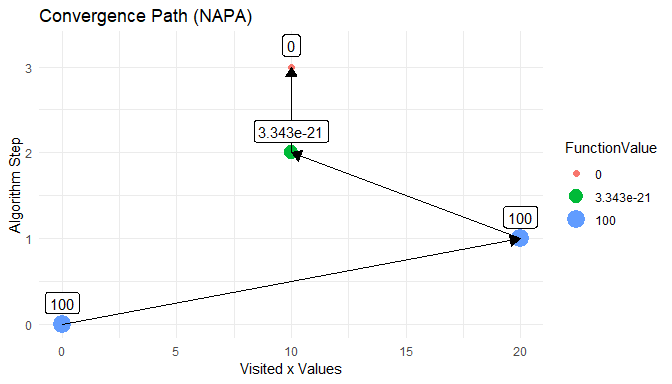 Convergence Path (NAPA)
0
3
3.343e-21
2
100
1
100
0
Algorithm Step
0
5
10
15
20
Visited x Values
FunctionValue
0
3.343e-21
100